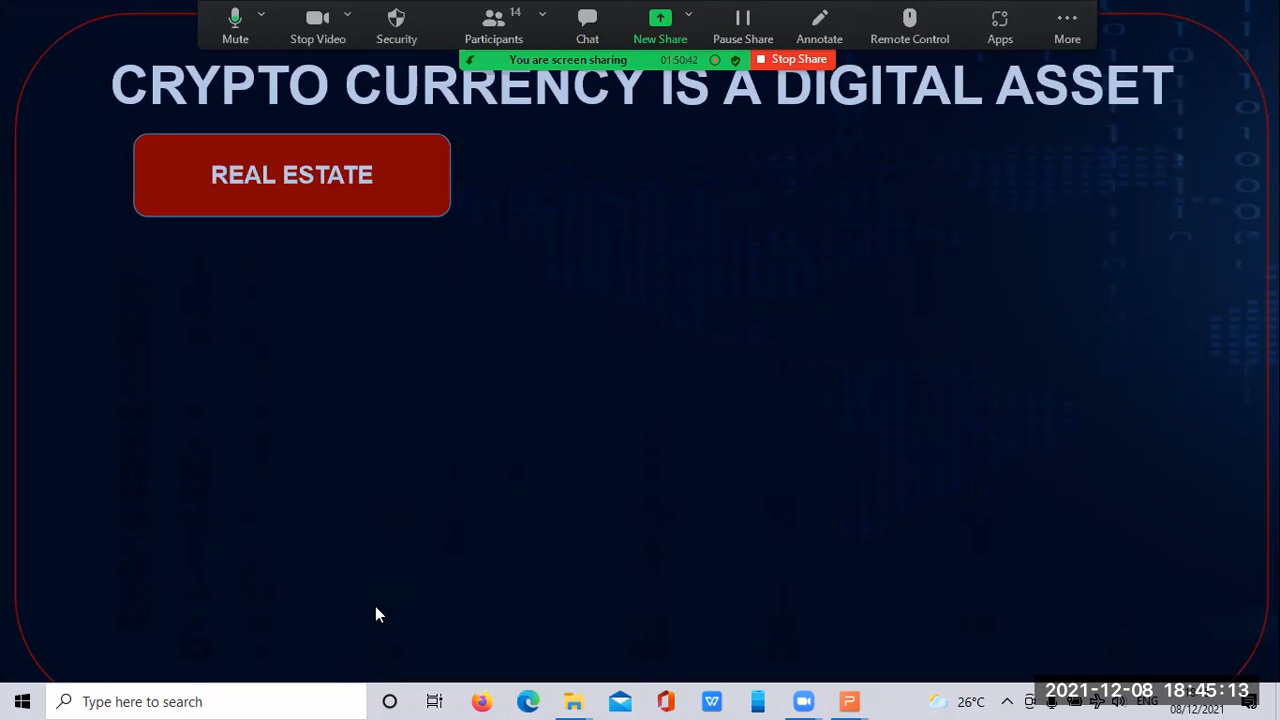 Mute
Stop Video
Security
14
Participants
Chat
New Share
Pause Share
Annotate
Remote Control
Apps
More
You are screen sharing
01:50:42
Stop Share
CRYPTO CURRENCY IS A DIGITAL ASSET
REAL ESTATE
Type here to search
26°C
ENG
2021-12-08 18:45:13
08/12/2021